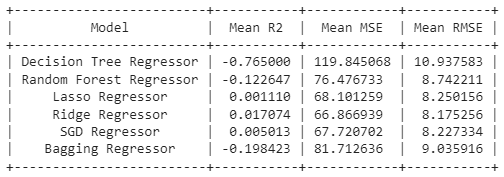 +-------------------------+-----------+------------+-----------+
| Model | Mean R2 | Mean MSE | Mean RMSE |
+-------------------------+-----------+------------+-----------+
| Decision Tree Regressor | -0.765000 | 119.845068 | 10.937583 |
| Random Forest Regressor | -0.122647 | 76.476733 | 8.742211 |
| Lasso Regressor | 0.001110 | 68.101259 | 8.250156 |
| Ridge Regressor | 0.017074 | 66.866939 | 8.175256 |
| SGD Regressor | 0.005013 | 67.720702 | 8.227334 |
| Bagging Regressor | -0.198423 | 81.712636 | 9.035916 |
+-------------------------+-----------+------------+-----------+